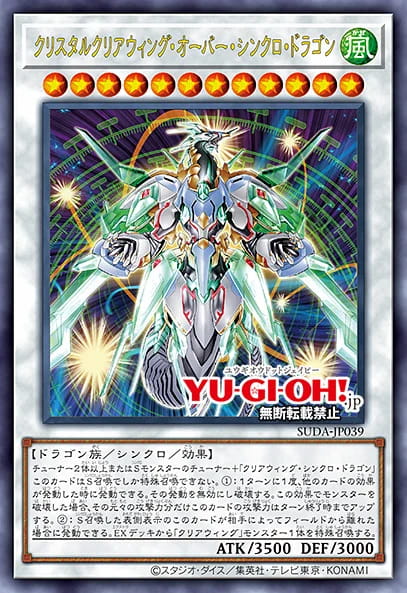 クリスタルクリアウィング・オーバー・シンクロ・ドラゴン
風
ユウギオウドットジェイピー
YU-GI-OH!.jp
無断転載禁止
SUDA-JP039
【ドラゴン族／シンクロ／効果】
チューナー2体以上またはSモンスターのチューナー+「クリアウィング・シンクロ・ドラゴン」
このカードはS召喚でしか特殊召喚できない。①：1ターンに1度、他のカードの効果
が発動した時に発動できる。その発動を無効にし破壊する。この効果でモンスターを
破壊した場合、その元々の攻撃力分だけこのカードの攻撃力はターン終了時までアップ
する。②：S召喚した表側表示のこのカードが相手によってフィールドから離れた
場合に発動できる。EXデッキから「クリアウィング」モンスター1体を特殊召喚する。
ATK/3500 DEF/3000
©スタジオ・ダイス／集英社・テレビ東京・KONAMI